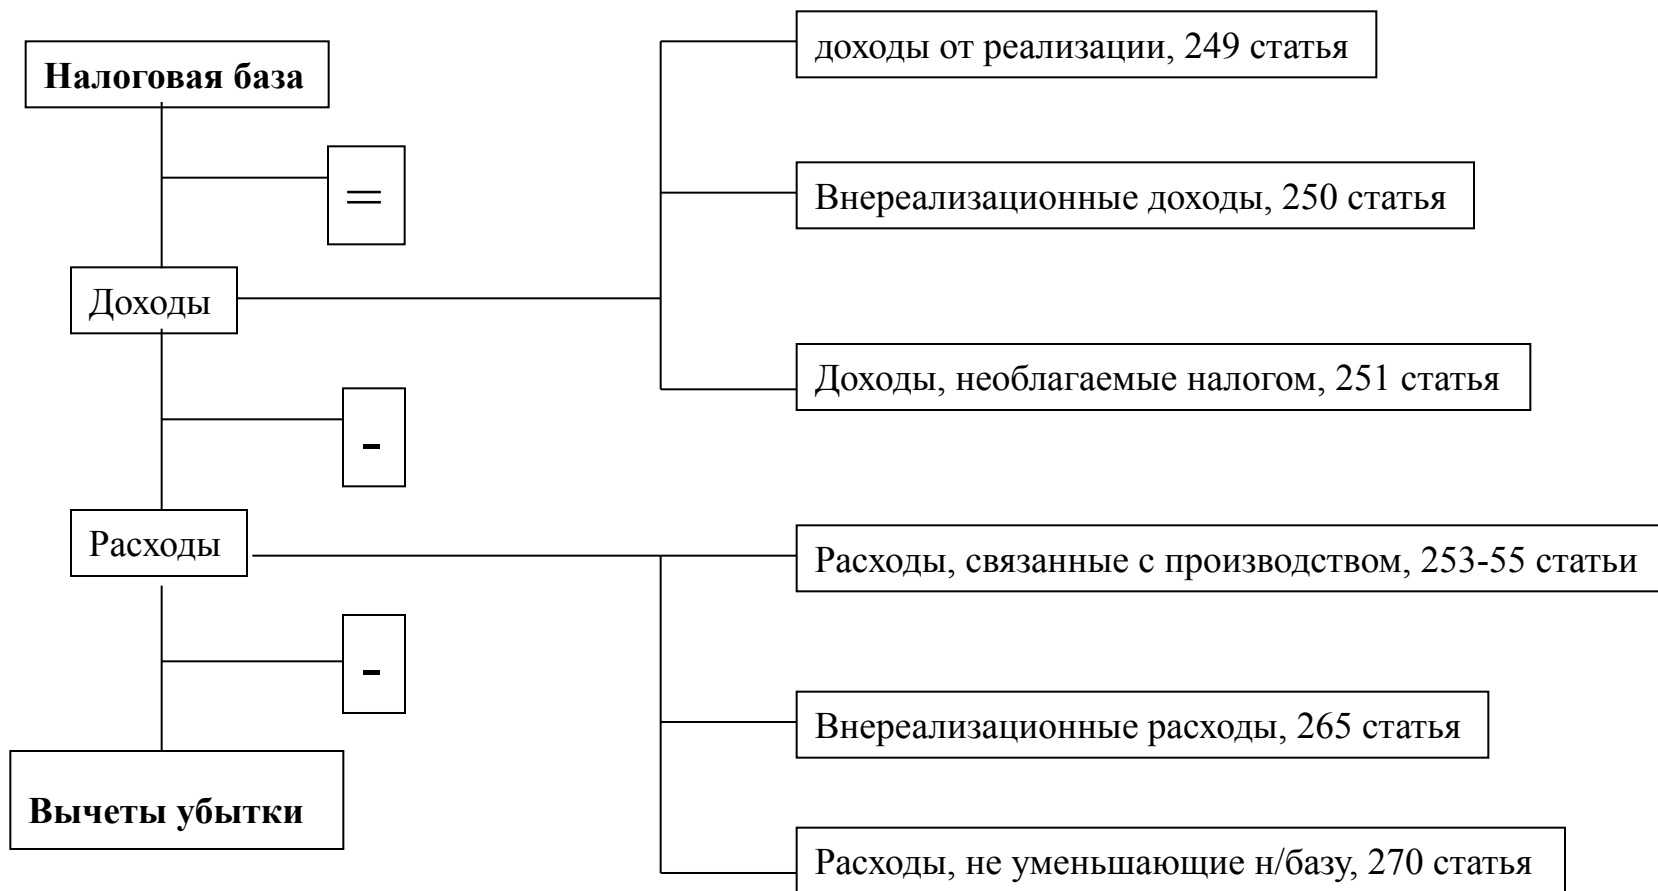 Налоговая база
=
Доходы
-
Расходы
-
Вычеты убытки
доходы от реализации, 249 статья
Внереализационные доходы, 250 статья
Доходы, необлагаемые налогом, 251 статья
Расходы, связанные с производством, 253-55 статьи
Внереализационные расходы, 265 статья
Расходы, не уменьшающие н/базу, 270 статья